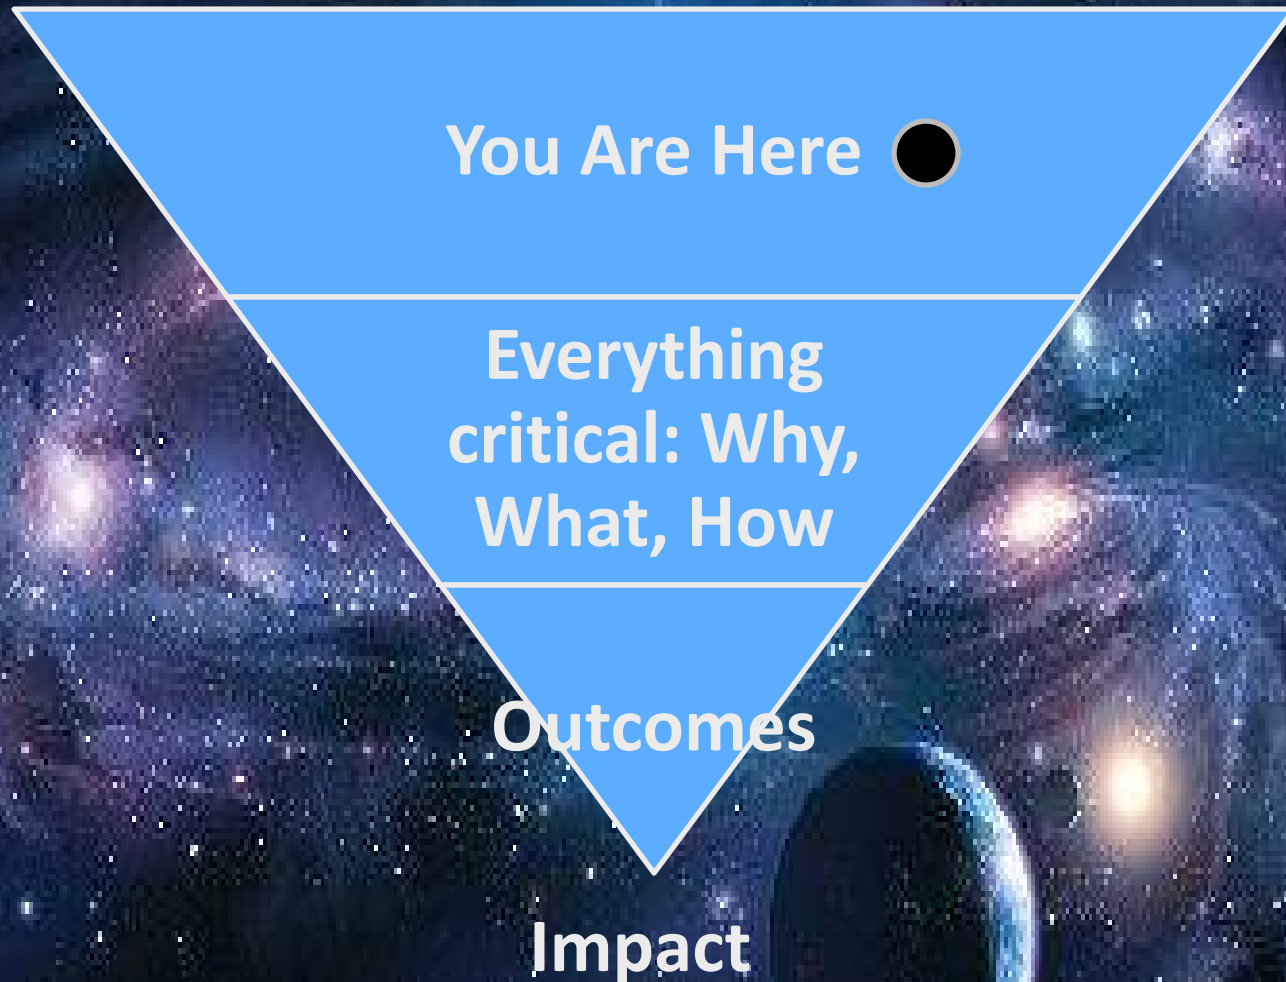 You Are Here
Everything
critical: Why,
What, How
Outcomes
Impact